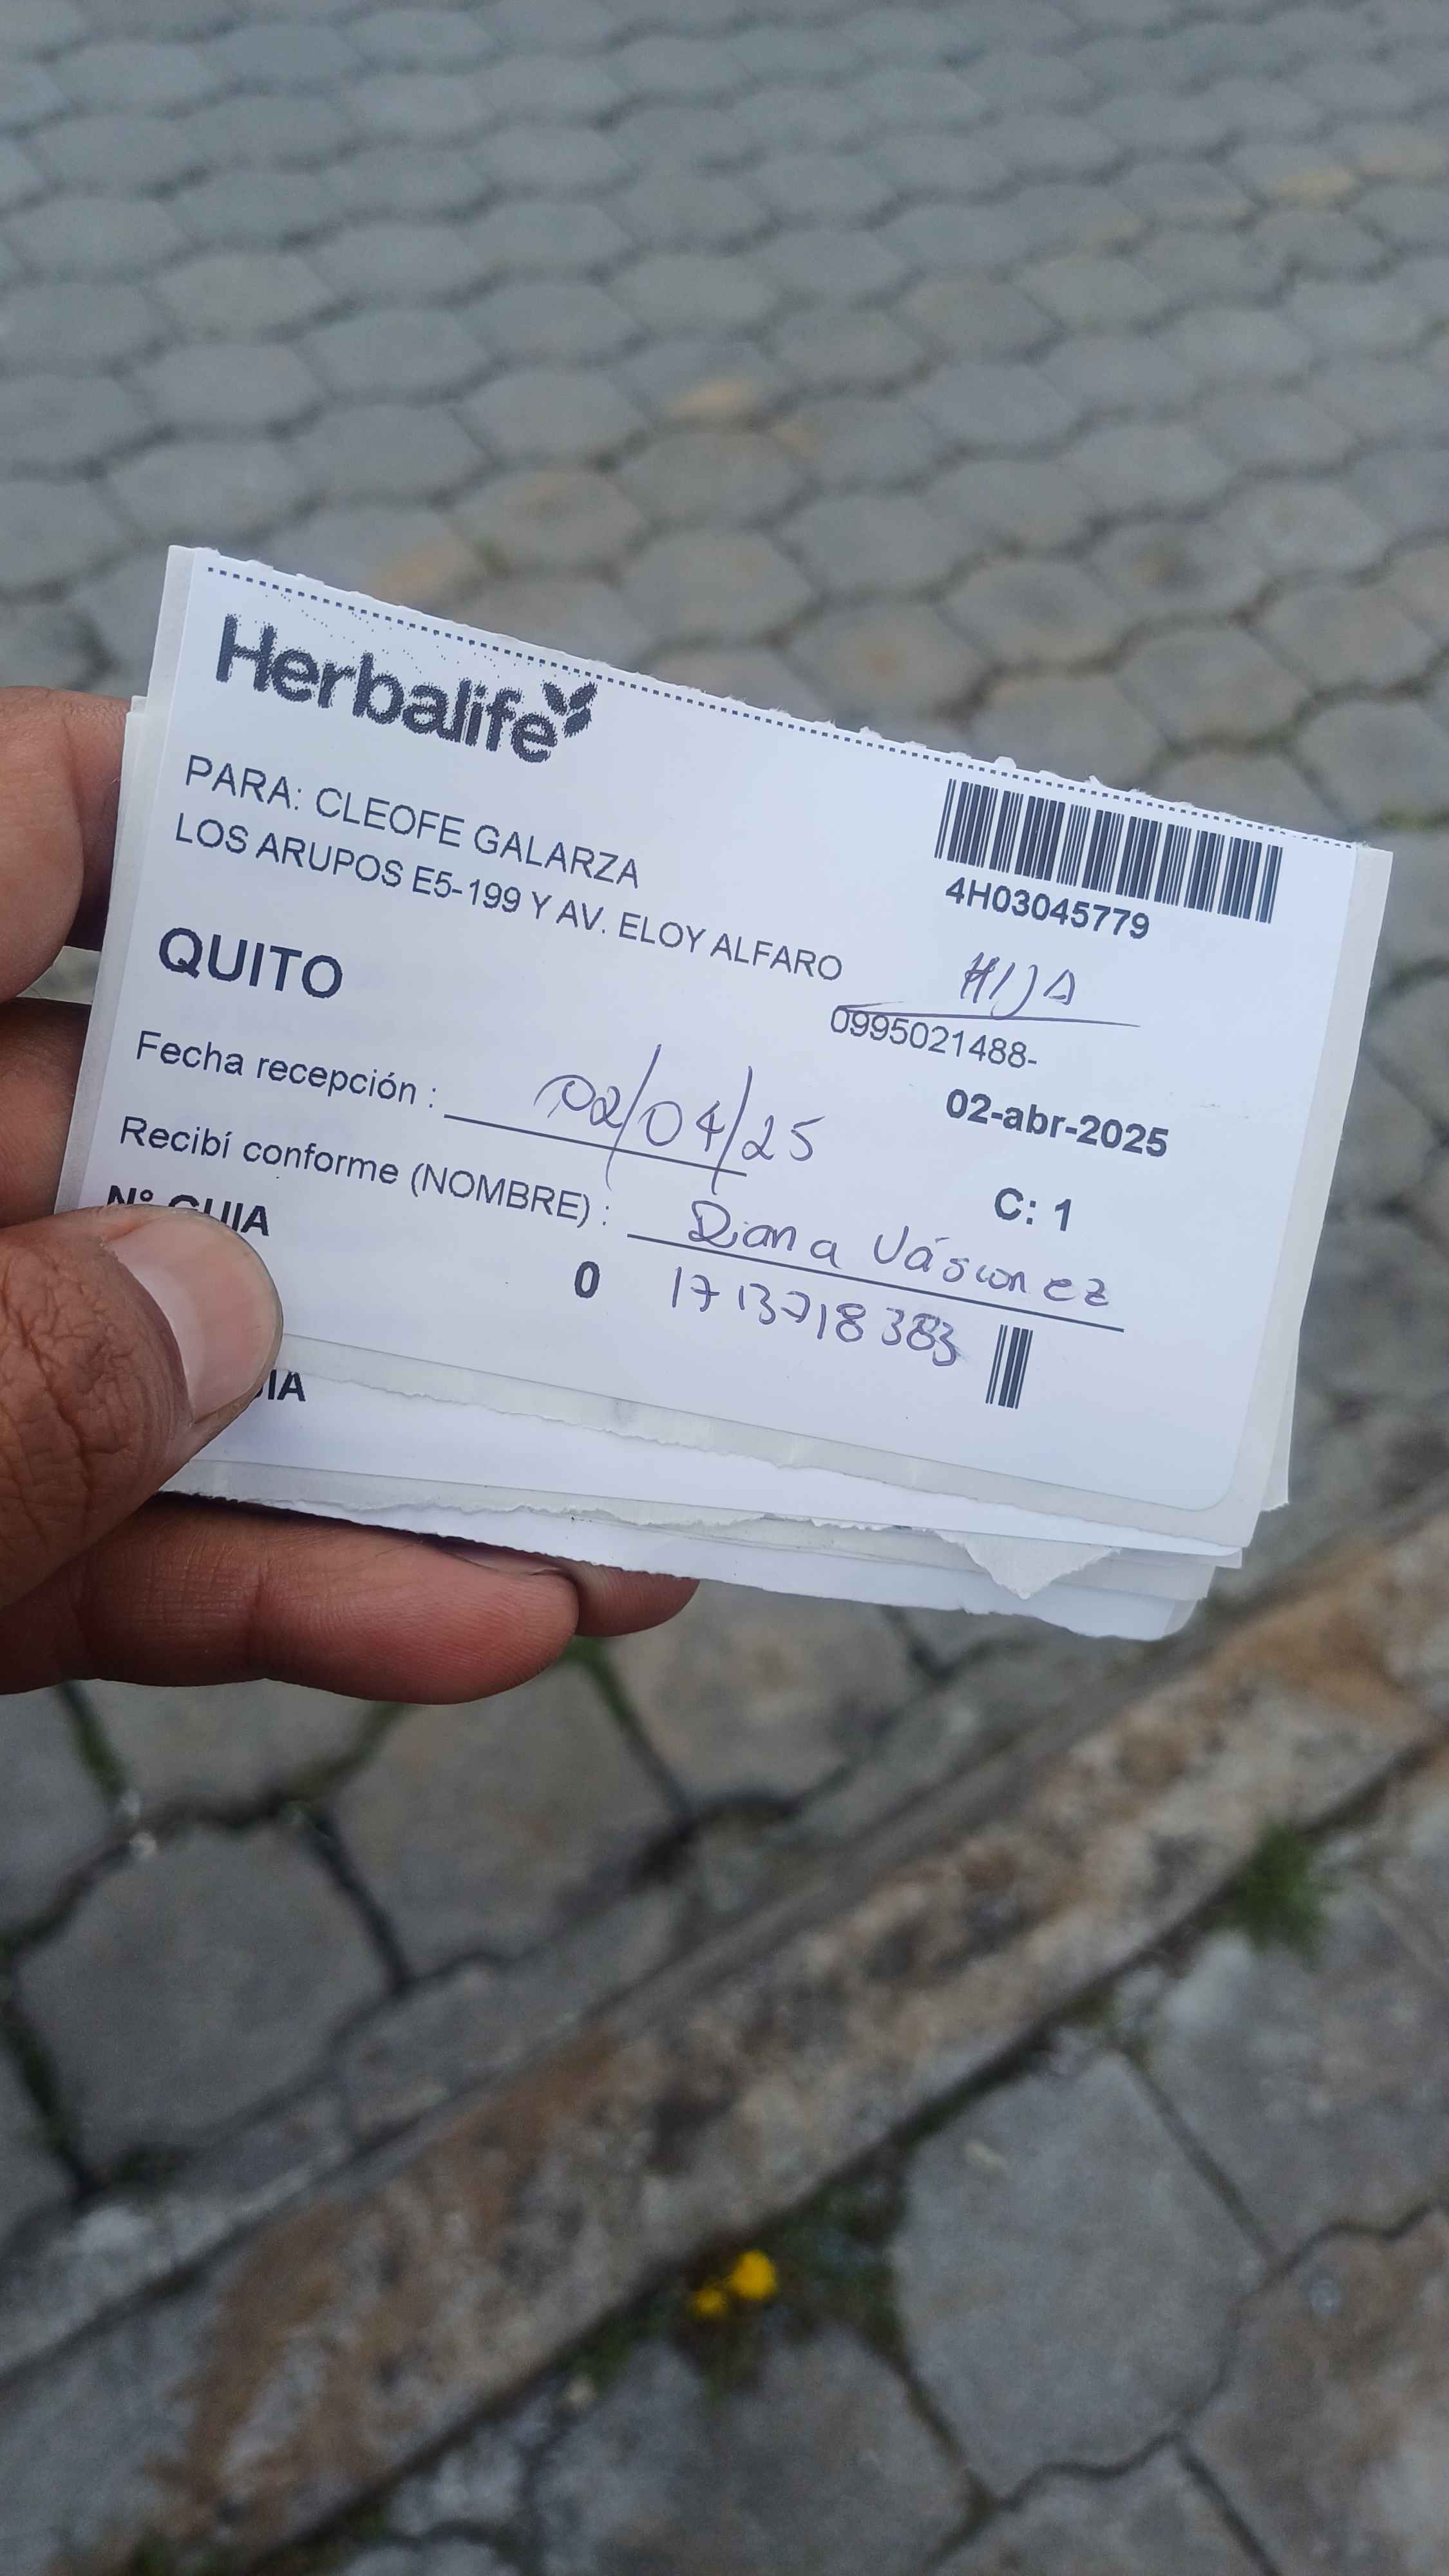 Herbalife
PARA: CLEOFE GALARZA
LOS ARUPOS E5-199 Y AV. ELOY ALFARO
4H03045779
QUITO
HIJA
0995021488-
Fecha recepción : 02/04/25
02-abr-2025
Recibí conforme (NOMBRE) : Diana Vásconez
C: 1
N° GUIA
0 1713718383
IA